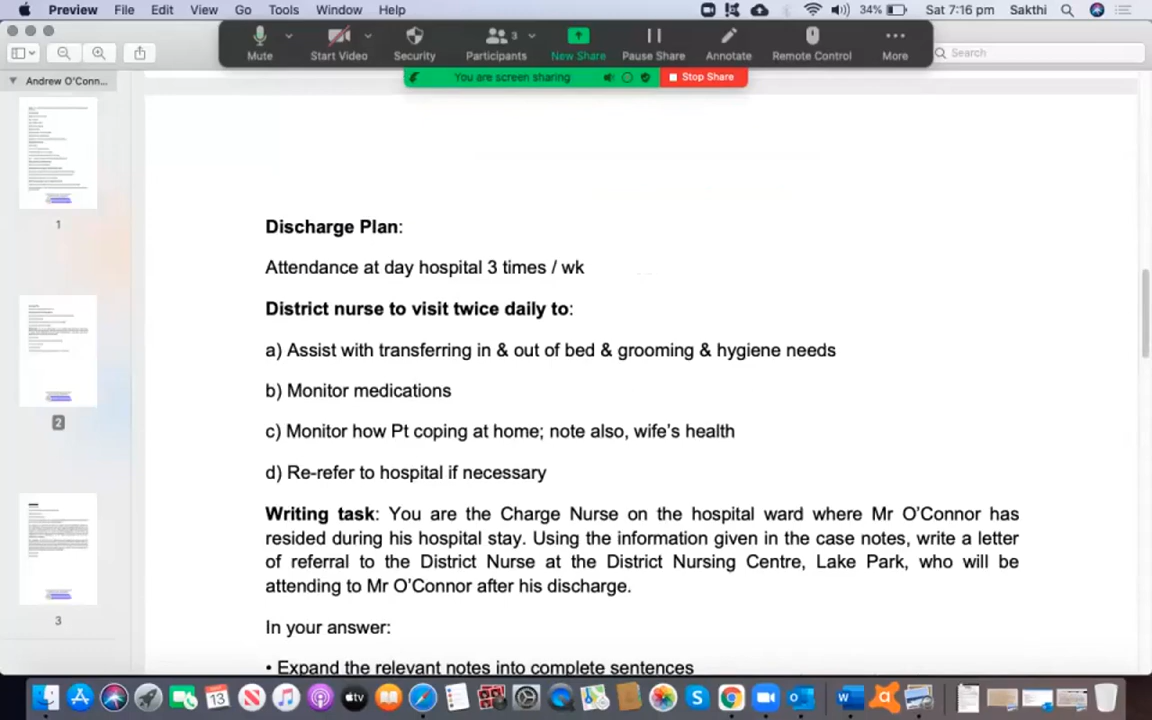 Preview File Edit View Go Tools Window Help 34% Sat 7:16 pm Sakthi
Mute Start Video Security Participants 3 New Share Pause Share Annotate Remote Control More Search
You are screen sharing Stop Share
Andrew O'Conn...
1
2
3
Discharge Plan:
Attendance at day hospital 3 times / wk
District nurse to visit twice daily to:
a) Assist with transferring in & out of bed & grooming & hygiene needs
b) Monitor medications
c) Monitor how Pt coping at home; note also, wife's health
d) Re-refer to hospital if necessary
Writing task: You are the Charge Nurse on the hospital ward where Mr O'Connor has
resided during his hospital stay. Using the information given in the case notes, write a letter
of referral to the District Nurse at the District Nursing Centre, Lake Park, who will be
attending to Mr O'Connor after his discharge.
In your answer:
• Expand the relevant notes into complete sentences